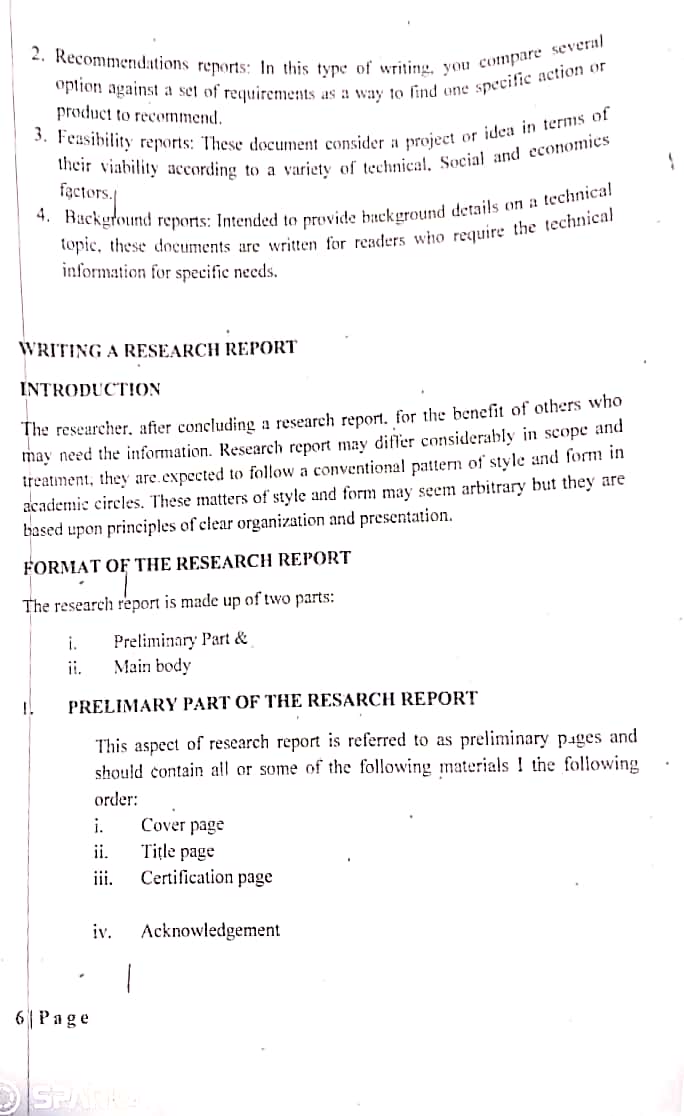 2. Recommendations reports: In this type of writing, you compare several
option against a set of requirements as a way to find one specific action or
product to recommend.
3. Feasibility reports: These document consider a project or idea in terms of
their viability according to a variety of technical, Social and economics
factors.
4. Background reports: Intended to provide background details on a technical
topic, these documents are written for readers who require the technical
information for specific needs.
WRITING A RESEARCH REPORT
INTRODUCTION
The researcher, after concluding a research report, for the benefit of others who
may need the information. Research report may differ considerably in scope and
treatment, they are expected to follow a conventional pattern of style and form in
academic circles. These matters of style and form may seem arbitrary but they are
based upon principles of clear organization and presentation.
FORMAT OF THE RESEARCH REPORT
The research report is made up of two parts:
i. Preliminary Part &
ii. Main body
I. PRELIMARY PART OF THE RESARCH REPORT
This aspect of research report is referred to as preliminary pages and
should contain all or some of the following materials I the following
order:
i. Cover page
ii. Title page
iii. Certification page
iv. Acknowledgement
6 | Page